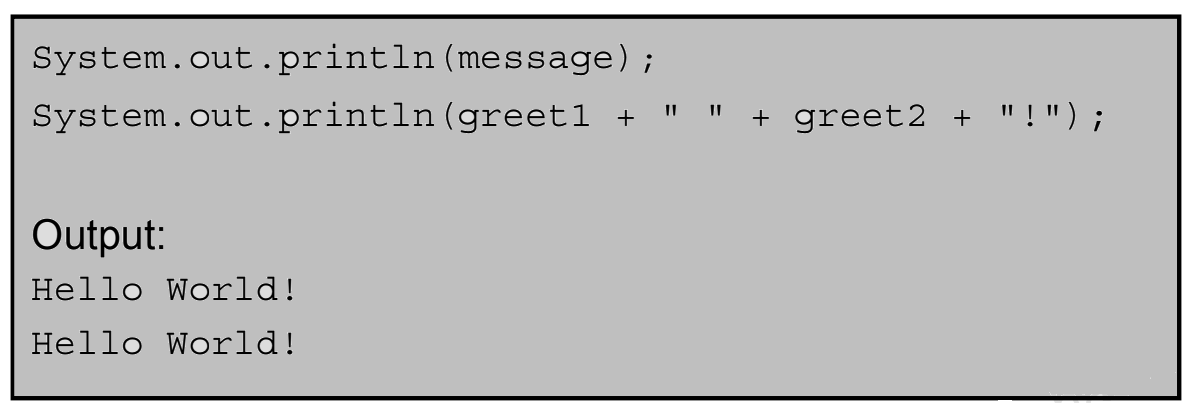 System.out.println(message);
System.out.println(greet1 + " " + greet2 + "!");
Output:
Hello World!
Hello World!